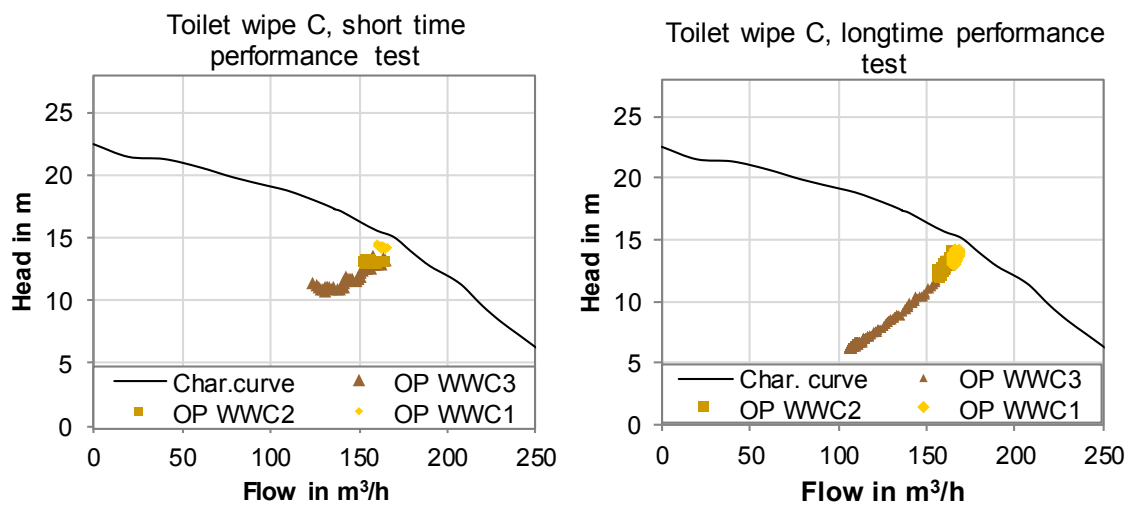 Toilet wipe C, short time
performance test
25
20
15
10
5
0
Head in m
Char.curve
OP WWC3
OP WWC2
OP WWC1
0 50 100 150 200 250
Flow in m³/h
Toilet wipe C, longtime performance
test
25
20
15
10
5
0
Head in m
Char. curve
OP WWC3
OP WWC2
OP WWC1
0 50 100 150 200 250
Flow in m³/h